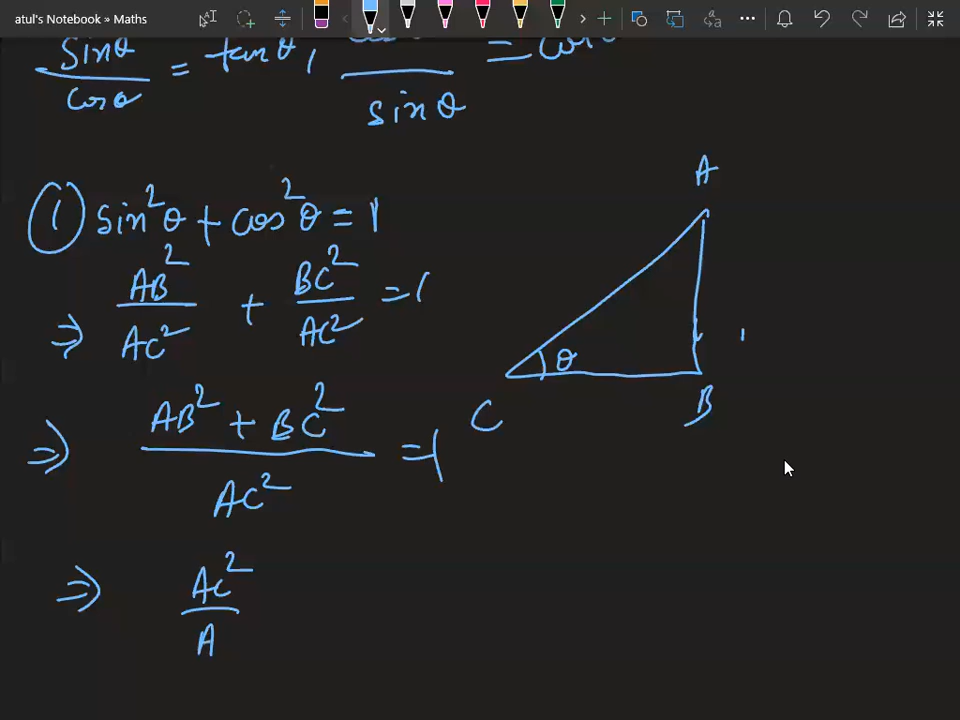 atul's Notebook » Maths
sinθ/cosθ = tanθ, /sinθ =
① sin²θ + cos²θ = 1
⇒ AB²/AC² + BC²/AC² = 1
⇒ (AB² + BC²)/AC² = 1
⇒ AC²/A
A
θ
C
B